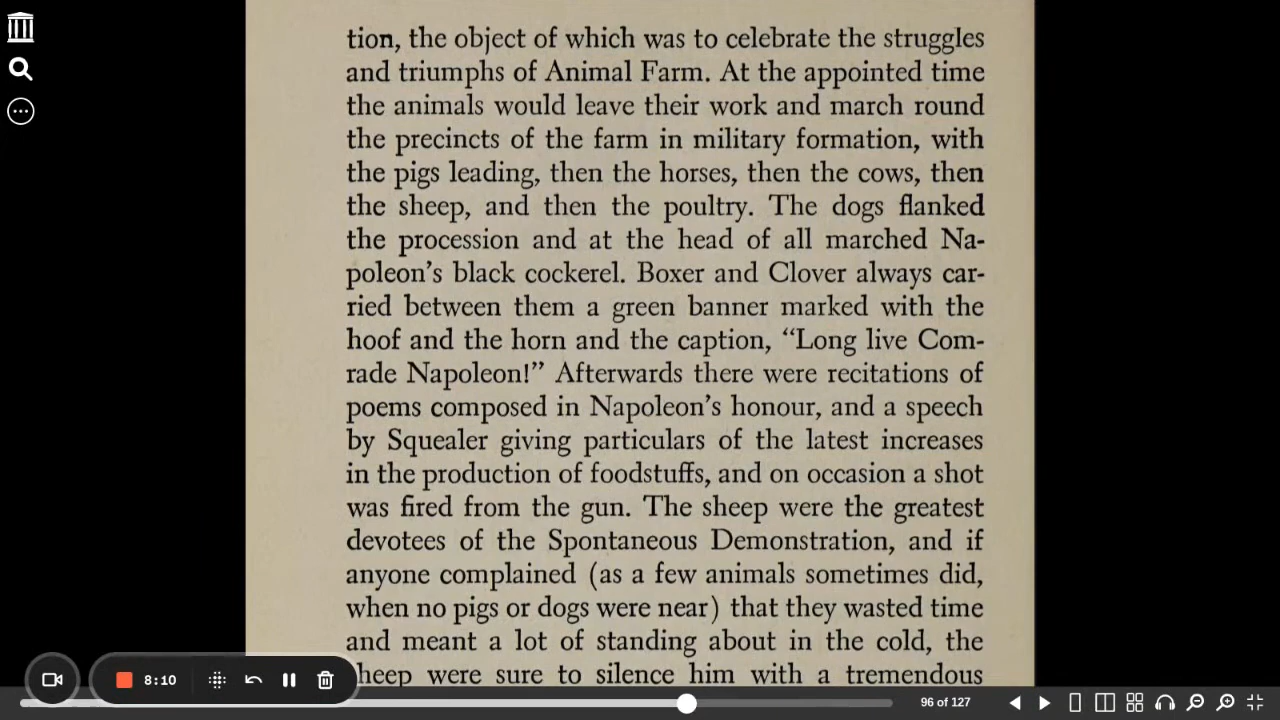 tion, the object of which was to celebrate the struggles
and triumphs of Animal Farm. At the appointed time
the animals would leave their work and march round
the precincts of the farm in military formation, with
the pigs leading, then the horses, then the cows, then
the sheep, and then the poultry. The dogs flanked
the procession and at the head of all marched Na-
poleon's black cockerel. Boxer and Clover always car-
ried between them a green banner marked with the
hoof and the horn and the caption, “Long live Com-
rade Napoleon!” Afterwards there were recitations of
poems composed in Napoleon's honour, and a speech
by Squealer giving particulars of the latest increases
in the production of foodstuffs, and on occasion a shot
was fired from the gun. The sheep were the greatest
devotees of the Spontaneous Demonstration, and if
anyone complained (as a few animals sometimes did,
when no pigs or dogs were near) that they wasted time
and meant a lot of standing about in the cold, the
sheep were sure to silence him with a tremendous
8:10
96 of 127